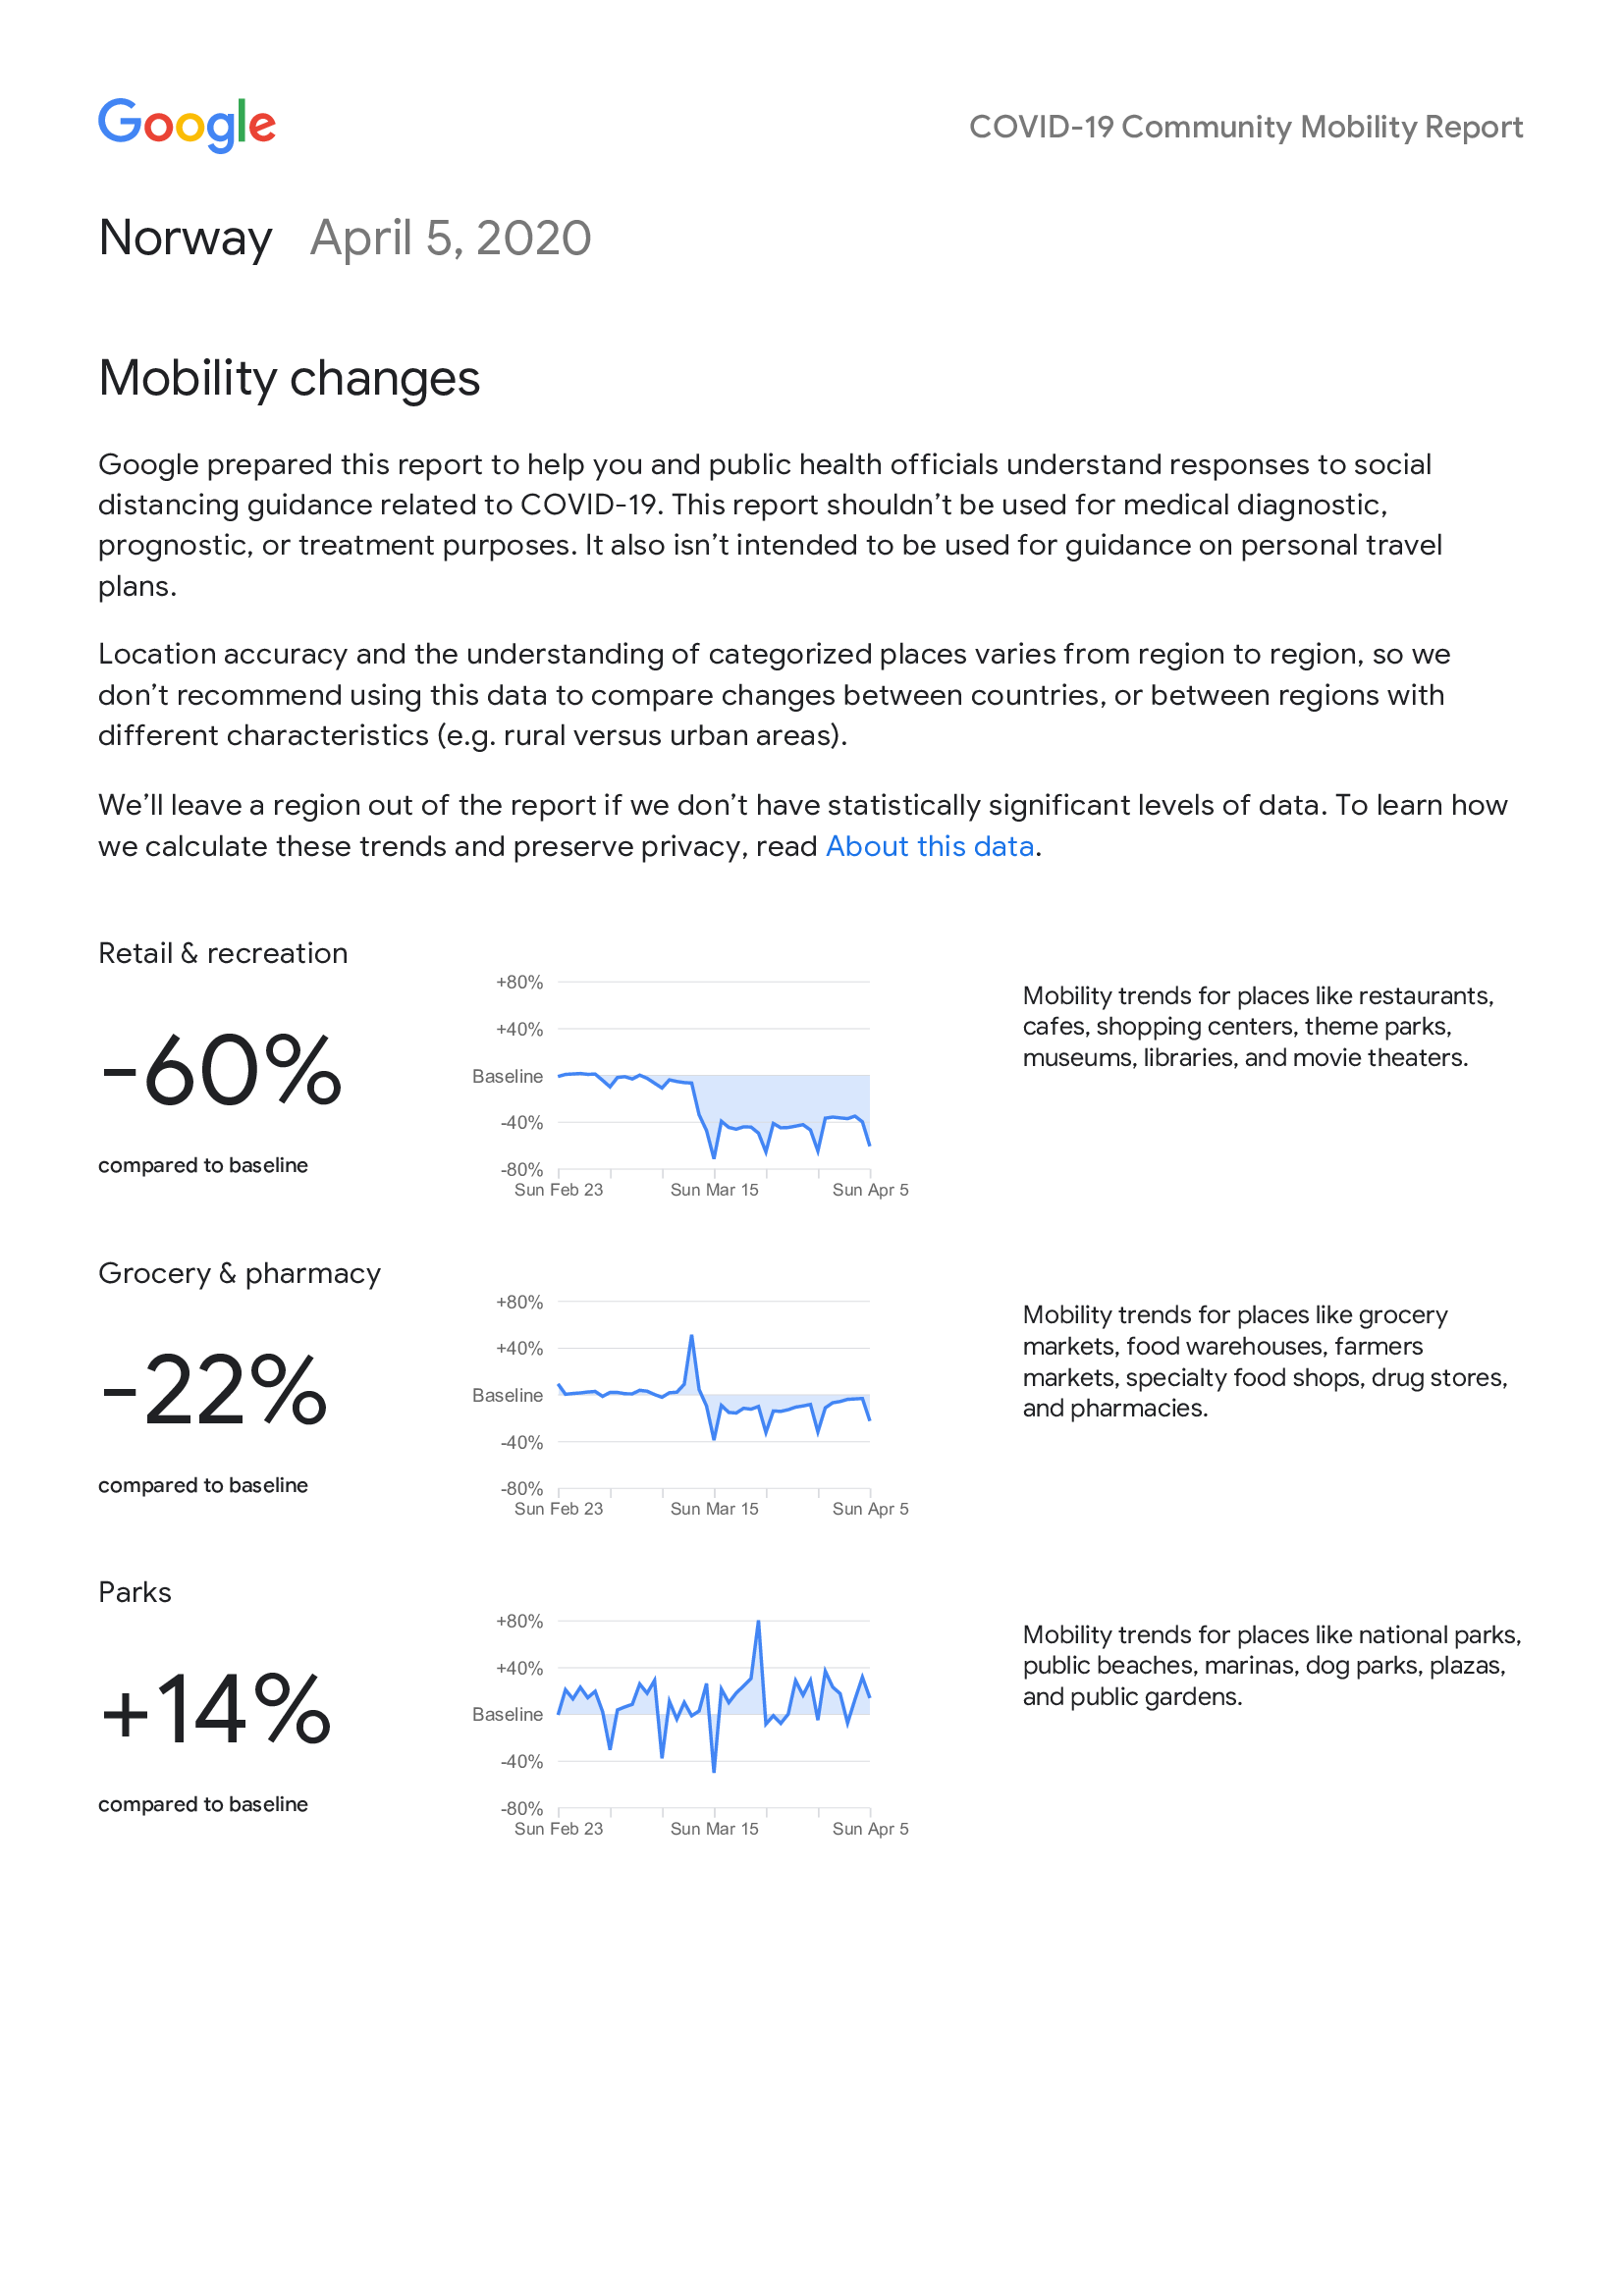 Google
COVID-19 Community Mobility Report
Norway April 5, 2020
Mobility changes
Google prepared this report to help you and public health officials understand responses to social
distancing guidance related to COVID-19. This report shouldn’t be used for medical diagnostic,
prognostic, or treatment purposes. It also isn’t intended to be used for guidance on personal travel
plans.
Location accuracy and the understanding of categorized places varies from region to region, so we
don’t recommend using this data to compare changes between countries, or between regions with
different characteristics (e.g. rural versus urban areas).
We’ll leave a region out of the report if we don’t have statistically significant levels of data. To learn how
we calculate these trends and preserve privacy, read About this data.
Retail & recreation
-60%
compared to baseline
+80%
+40%
Baseline
-40%
-80%
Sun Feb 23 Sun Mar 15 Sun Apr 5
Mobility trends for places like restaurants,
cafes, shopping centers, theme parks,
museums, libraries, and movie theaters.
Grocery & pharmacy
-22%
compared to baseline
+80%
+40%
Baseline
-40%
-80%
Sun Feb 23 Sun Mar 15 Sun Apr 5
Mobility trends for places like grocery
markets, food warehouses, farmers
markets, specialty food shops, drug stores,
and pharmacies.
Parks
+14%
compared to baseline
+80%
+40%
Baseline
-40%
-80%
Sun Feb 23 Sun Mar 15 Sun Apr 5
Mobility trends for places like national parks,
public beaches, marinas, dog parks, plazas,
and public gardens.